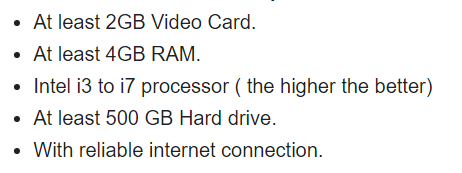 • At least 2GB Video Card.
• At least 4GB RAM.
• Intel i3 to i7 processor ( the higher the better)
• At least 500 GB Hard drive.
• With reliable internet connection.